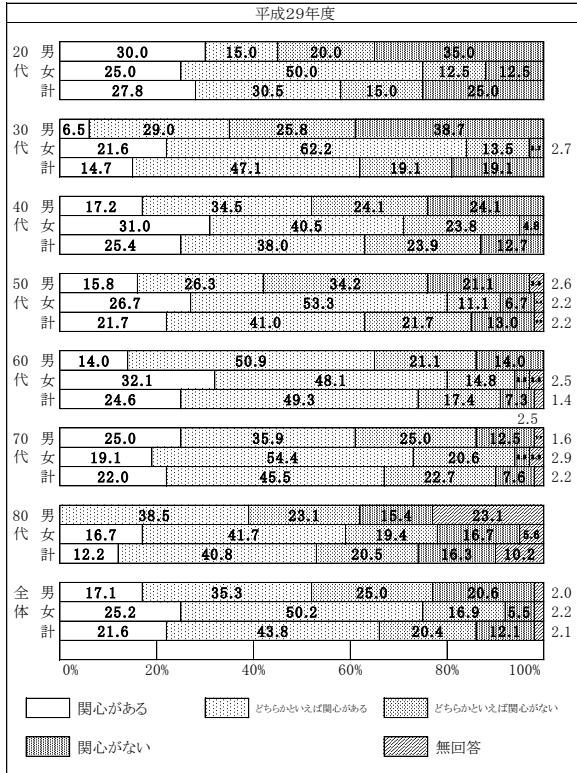 平成29年度
20 男 30.0 15.0 20.0 35.0
代 女 25.0 50.0 12.5 12.5
計 27.8 30.5 15.0 25.0
30 男 6.5 29.0 25.8 38.7
代 女 21.6 62.2 13.5 2.7
計 14.7 47.1 19.1 19.1
40 男 17.2 34.5 24.1 24.1
代 女 31.0 40.5 23.8 4.8
計 25.4 38.0 23.9 12.7
50 男 15.8 26.3 34.2 21.1 2.6
代 女 26.7 53.3 11.1 6.7 2.2
計 21.7 41.0 21.7 13.0 2.2
60 男 14.0 50.9 21.1 14.0
代 女 32.1 48.1 14.8 2.5
計 24.6 49.3 17.4 7.3 1.4
2.5
70 男 25.0 35.9 25.0 12.5 1.6
代 女 19.1 54.4 20.6 2.9
計 22.0 45.5 22.7 7.6 2.2
80 男 38.5 23.1 15.4 23.1
代 女 16.7 41.7 19.4 16.7 5.6
計 12.2 40.8 20.5 16.3 10.2
全 男 17.1 35.3 25.0 20.6 2.0
体 女 25.2 50.2 16.9 5.5 2.2
計 21.6 43.8 20.4 12.1 2.1
0% 20% 40% 60% 80% 100%
関心がある どちらかといえば関心がある どちらかといえば関心がない
関心がない 無回答